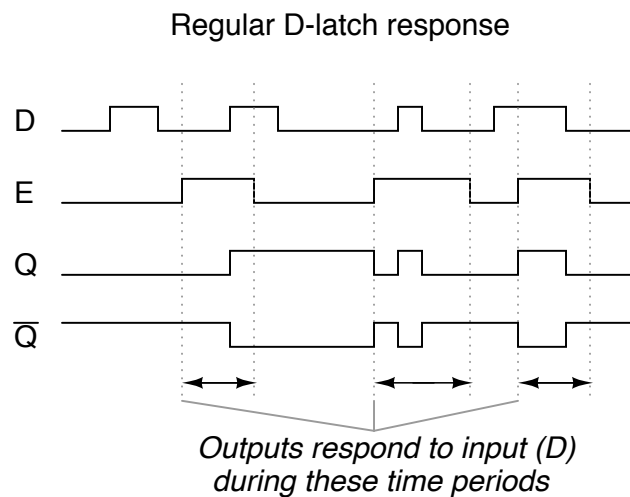 Regular D-latch response
D
E
Q
Q̅
Outputs respond to input (D)
during these time periods